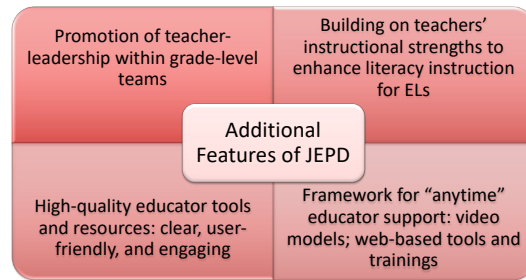 Promotion of teacher-
leadership within grade-level
teams
Building on teachers’
instructional strengths to
enhance literacy instruction
for ELs
Additional
Features of JEPD
High-quality educator tools
and resources: clear, user-
friendly, and engaging
Framework for “anytime”
educator support: video
models; web-based tools and
trainings